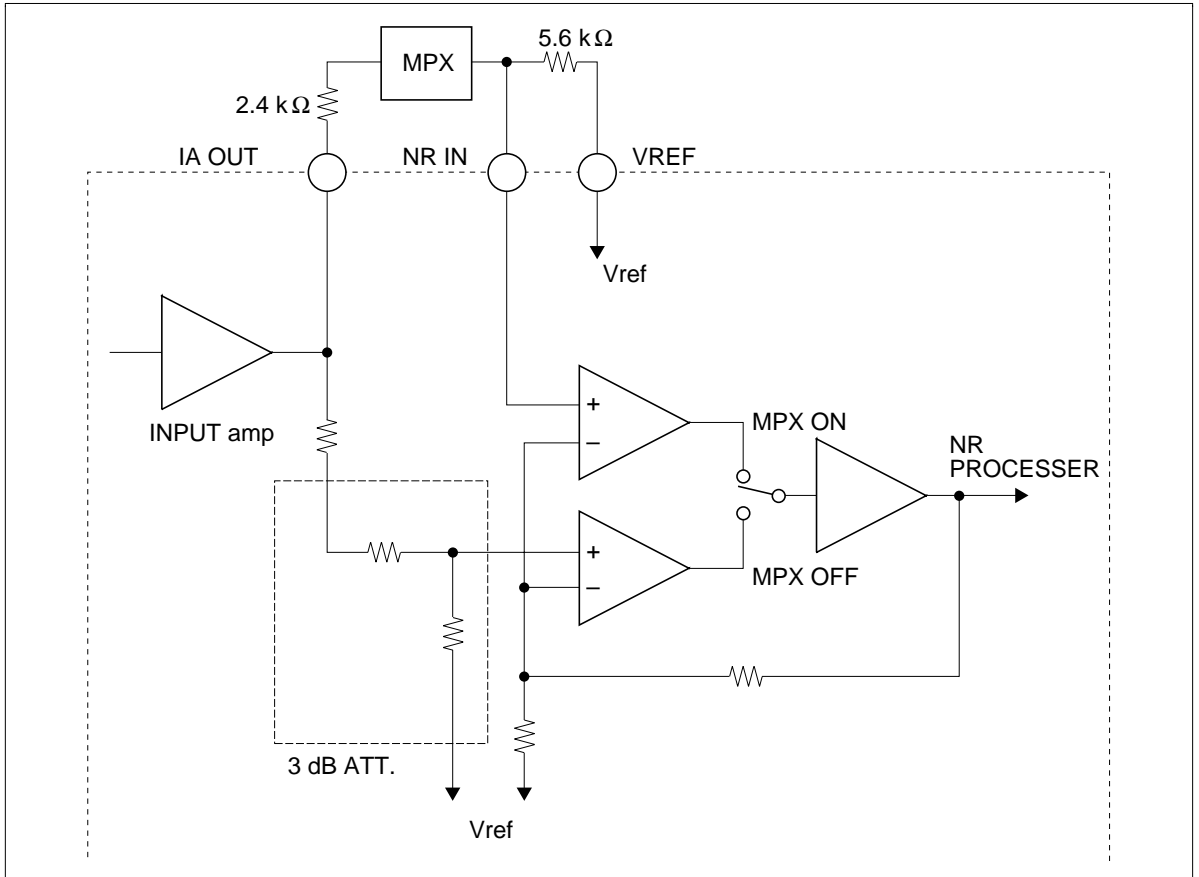 5.6 kΩ
MPX
2.4 kΩ
IA OUT
NR IN
VREF
Vref
INPUT amp
+
−
MPX ON
NR
PROCESSER
+
−
MPX OFF
3 dB ATT.
Vref